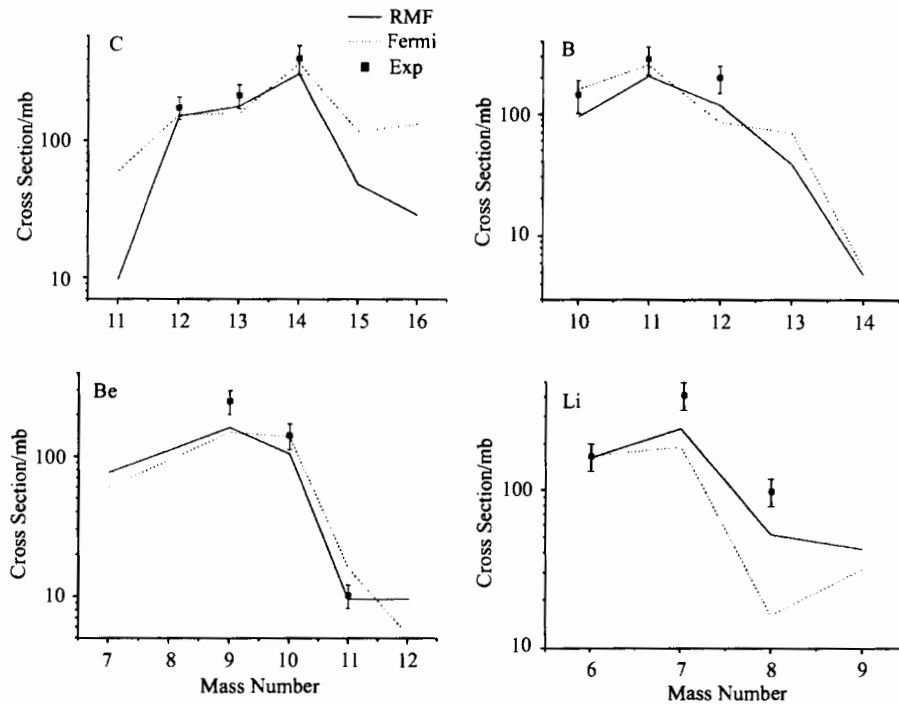 RMF
Fermi
Exp
C
Cross Section/mb
100
10
11 12 13 14 15 16
B
Cross Section/mb
100
10
10 11 12 13 14
Be
Cross Section/mb
100
10
7 8 9 10 11 12
Mass Number
Li
Cross Section/mb
100
10
6 7 8 9
Mass Number